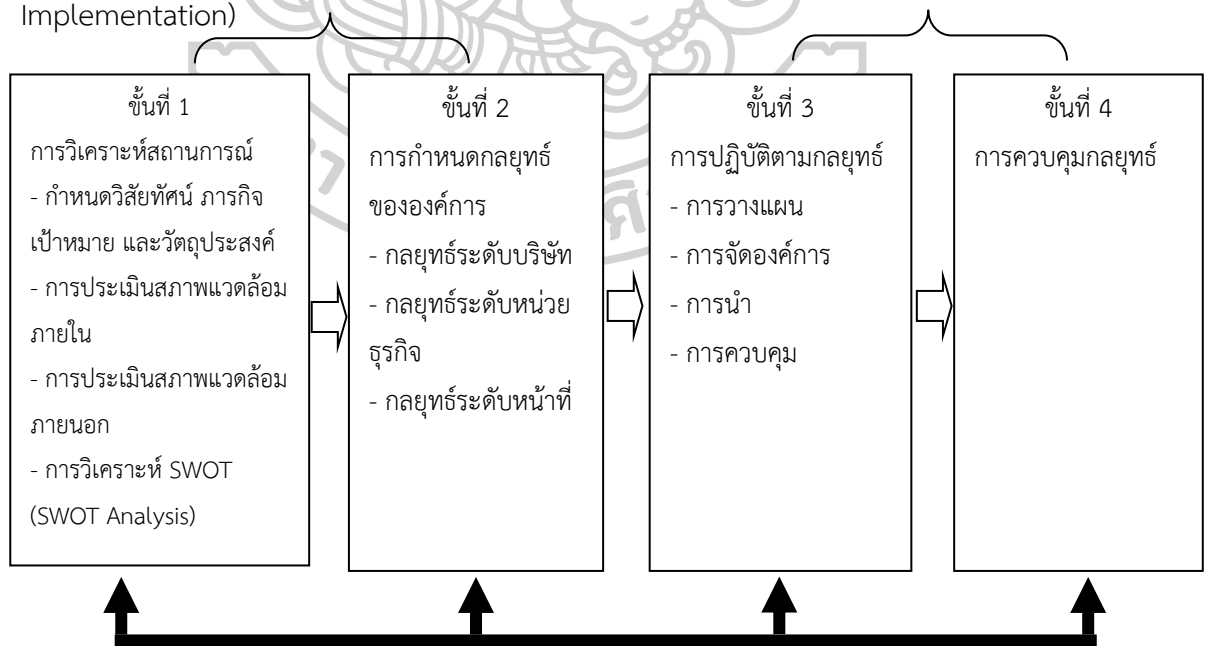 Implementation)
ขั้นที่ 1
การวิเคราะห์สถานการณ์
- กำหนดวิสัยทัศน์ ภารกิจ
เป้าหมาย และวัตถุประสงค์
- การประเมินสภาพแวดล้อม
ภายใน
- การประเมินสภาพแวดล้อม
ภายนอก
- การวิเคราะห์ SWOT
(SWOT Analysis)
ขั้นที่ 2
การกำหนดกลยุทธ์
ขององค์การ
- กลยุทธ์ระดับบริษัท
- กลยุทธ์ระดับหน่วย
ธุรกิจ
- กลยุทธ์ระดับหน้าที่
ขั้นที่ 3
การปฏิบัติตามกลยุทธ์
- การวางแผน
- การจัดองค์การ
- การนำ
- การควบคุม
ขั้นที่ 4
การควบคุมกลยุทธ์